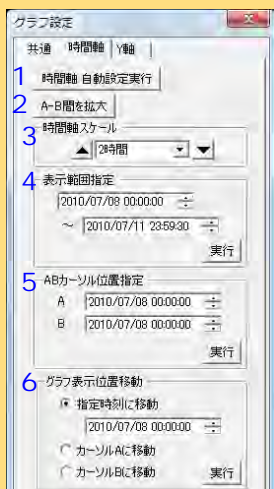 グラフ設定
共通 時間軸 Y軸
1 時間軸 自動設定実行
2 A-B間を拡大
3 時間軸スケール
▲ 2時間 ▼
4 表示範囲指定
2010/07/08 00:00:00
～ 2010/07/11 23:59:30
実行
5 ABカーソル位置指定
A 2010/07/08 00:00:00
B 2010/07/08 00:00:00
実行
6 グラフ表示位置移動
指定時刻に移動
2010/07/08 00:00:00
カーソルAに移動
カーソルBに移動 実行